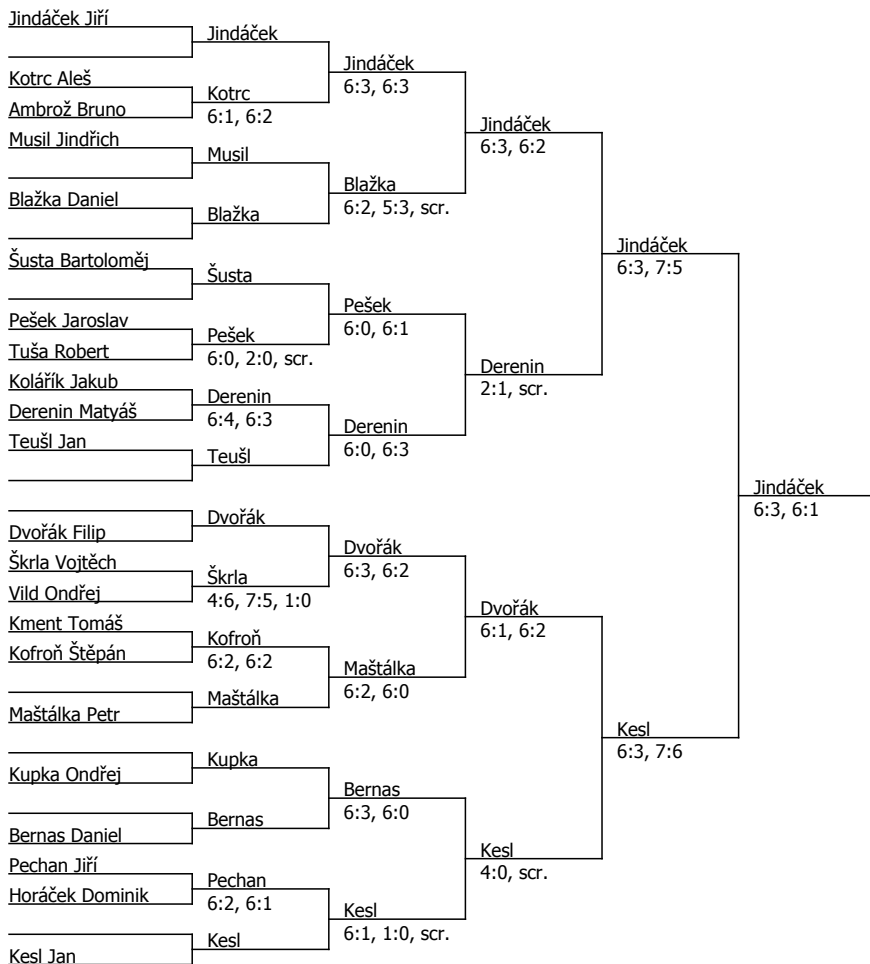 Jindáček Jiří
Kotrc Aleš
Ambrož Bruno
Musil Jindřich
Blažka Daniel
Šusta Bartoloměj
Pešek Jaroslav
Tuša Robert
Kolářík Jakub
Derenin Matyáš
Teušl Jan
Dvořák Filip
Škrla Vojtěch
Vild Ondřej
Kment Tomáš
Kofroň Štěpán
Maštálka Petr
Kupka Ondřej
Bernas Daniel
Pechan Jiří
Horáček Dominik
Kesl Jan
Jindáček
Kotrc
6:1, 6:2
Musil
Blažka
Šusta
Pešek
6:0, 2:0, scr.
Derenin
6:4, 6:3
Teušl
Dvořák
Škrla
4:6, 7:5, 1:0
Kofroň
6:2, 6:2
Maštálka
Kupka
Bernas
Pechan
6:2, 6:1
Kesl
Jindáček
6:3, 6:3
Blažka
6:2, 5:3, scr.
Pešek
6:0, 6:1
Derenin
6:0, 6:3
Dvořák
6:3, 6:2
Maštálka
6:2, 6:0
Bernas
6:3, 6:0
Kesl
6:1, 1:0, scr.
Jindáček
6:3, 6:2
Derenin
2:1, scr.
Dvořák
6:1, 6:2
Kesl
4:0, scr.
Jindáček
6:3, 7:5
Kesl
6:3, 7:6
Jindáček
6:3, 6:1